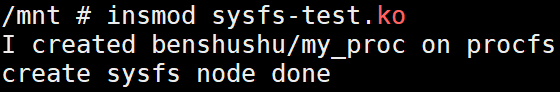 /mnt # insmod sysfs-test.ko
I created benshushu/my_proc on procfs
create sysfs node done